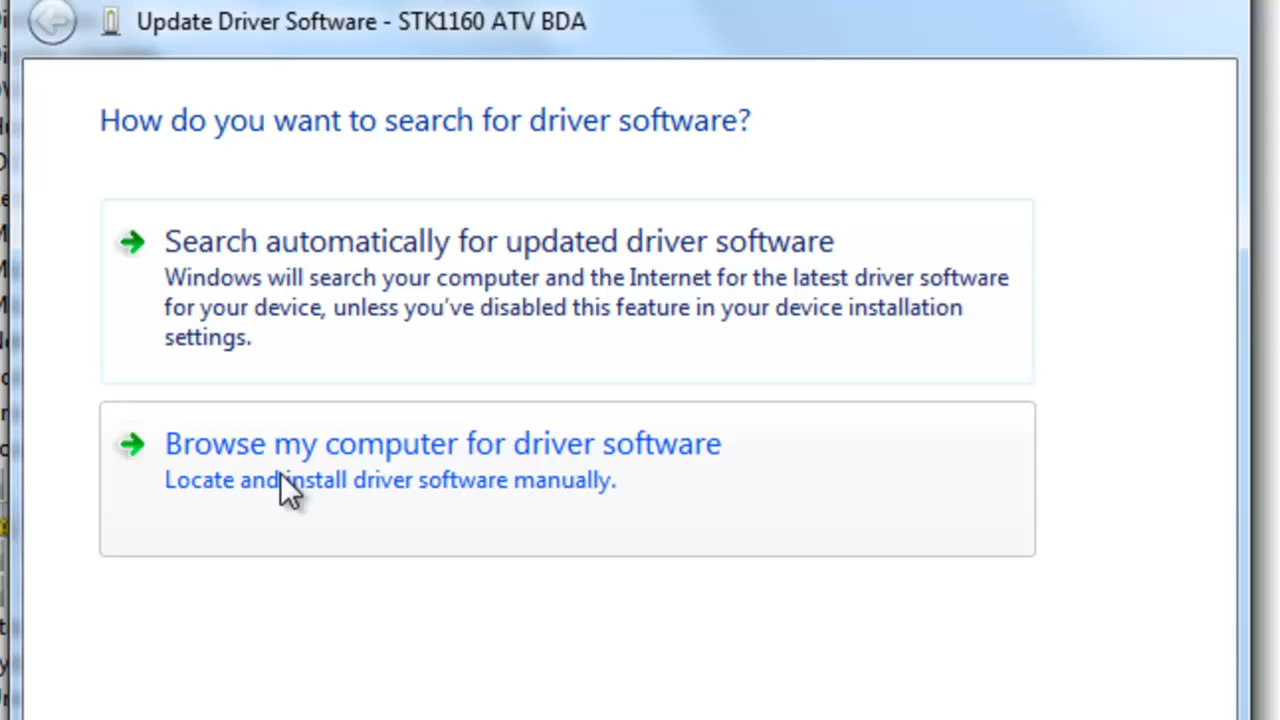 Update Driver Software - STK1160 ATV BDA
How do you want to search for driver software?
Search automatically for updated driver software
Windows will search your computer and the Internet for the latest driver software
for your device, unless you've disabled this feature in your device installation
settings.
Browse my computer for driver software
Locate and install driver software manually.